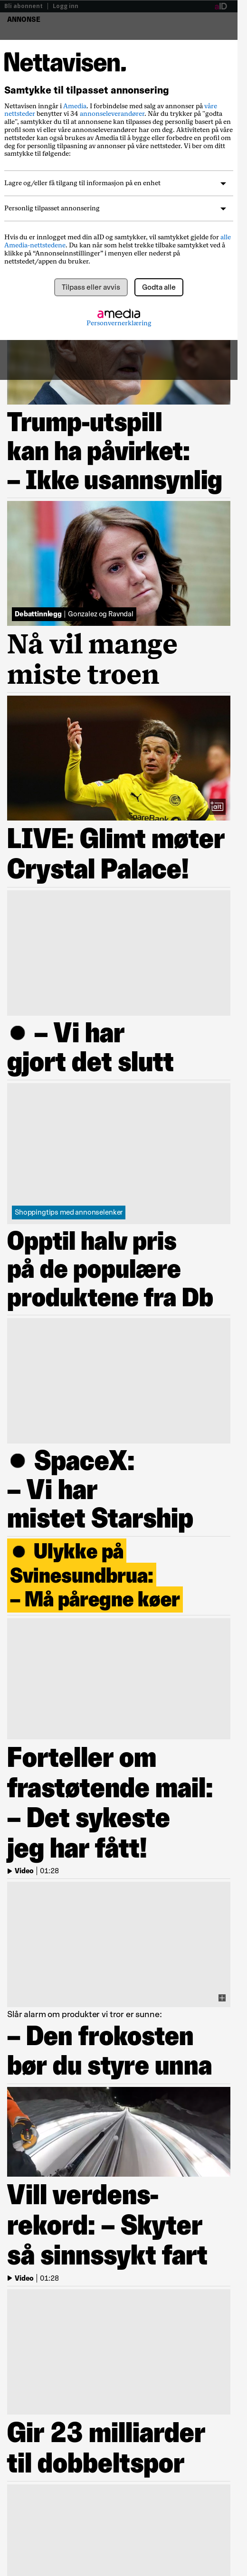 Bli abonnent | Logg inn
aID
ANNONSE
Nettavisen.
Samtykke til tilpasset annonsering
Nettavisen inngår i Amedia. I forbindelse med salg av annonser på våre
nettsteder benytter vi 34 annonseleverandører. Når du trykker på "godta
alle", samtykker du til at annonsene kan tilpasses deg personlig basert på en
profil som vi eller våre annonseleverandører har om deg. Aktiviteten på våre
nettsteder kan også brukes av amedia til å bygge eller forbedre en profil om
deg for personlig tilpasning av annonser på våre nettsteder. Vi ber om ditt
samtykke til følgende:
Lagre og/eller få tilgang til informasjon på en enhet
Personlig tilpasset annonsering
Hvis du er innlogget med din aID og samtykker, vil samtykket gjelde for alle
Amedia-nettstedene. Du kan når som helst trekke tilbake samtykket ved å
klikke på “Annonseinnstillinger” i menyen eller nederst på
nettstedet/appen du bruker.
Tilpass eller avvis
Godta alle
amedia
Personvernerklæring
Trump-utspill
kan ha påvirket:
– Ikke usannsynlig
Debattinnlegg | Gonzalez og Ravndal
Nå vil mange
miste troen
alt
LIVE: Glimt møter
Crystal Palace!
● – Vi har
gjort det slutt
Shoppingtips med annonselenker
Opptil halv pris
på de populære
produktene fra Db
● SpaceX:
– Vi har
mistet Starship
● Ulykke på
Svinesundbrua:
– Må påregne køer
Forteller om
frastøtende mail:
– Det sykeste
jeg har fått!
Video | 01:28
Slår alarm om produkter vi tror er sunne:
– Den frokosten
bør du styre unna
Vill verdens-
rekord: – Skyter
så sinnssykt fart
Video | 01:28
Gir 23 milliarder
til dobbeltspor